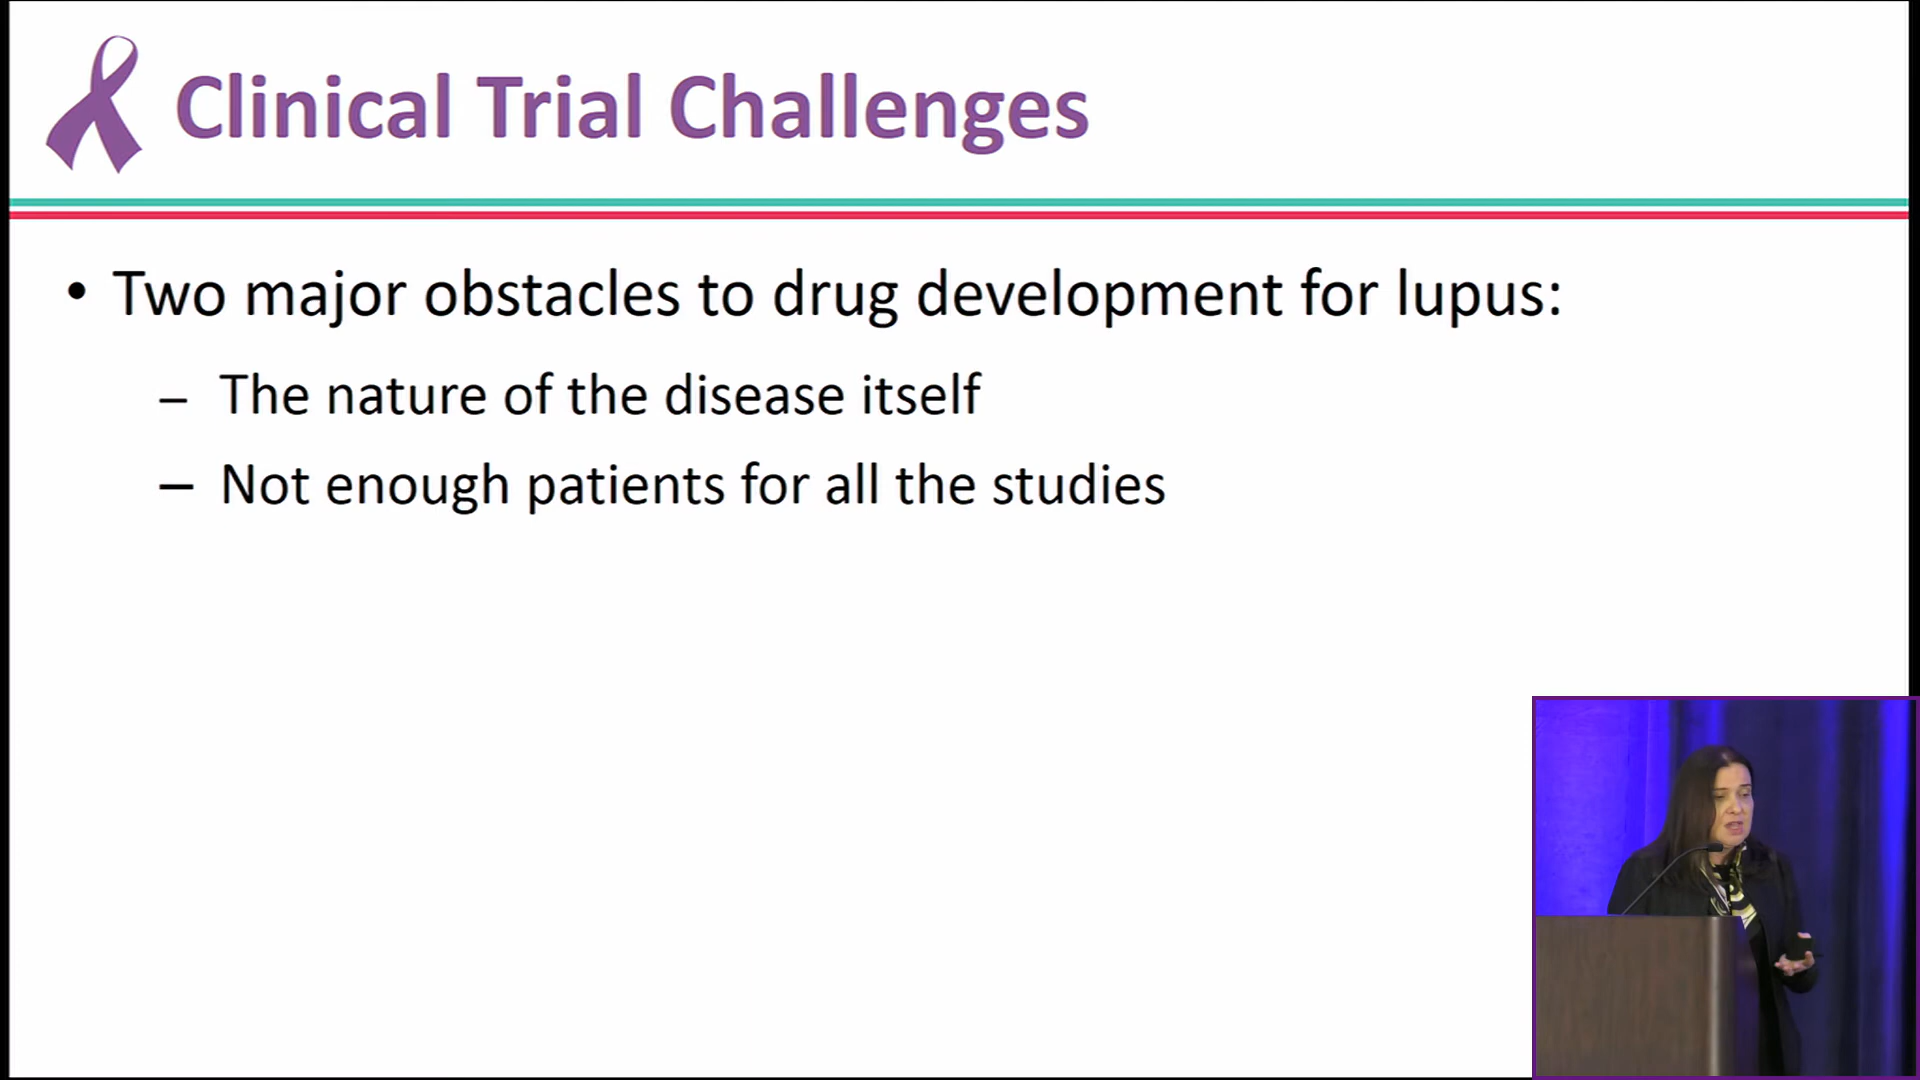 Clinical Trial Challenges
• Two major obstacles to drug development for lupus:
– The nature of the disease itself
– Not enough patients for all the studies